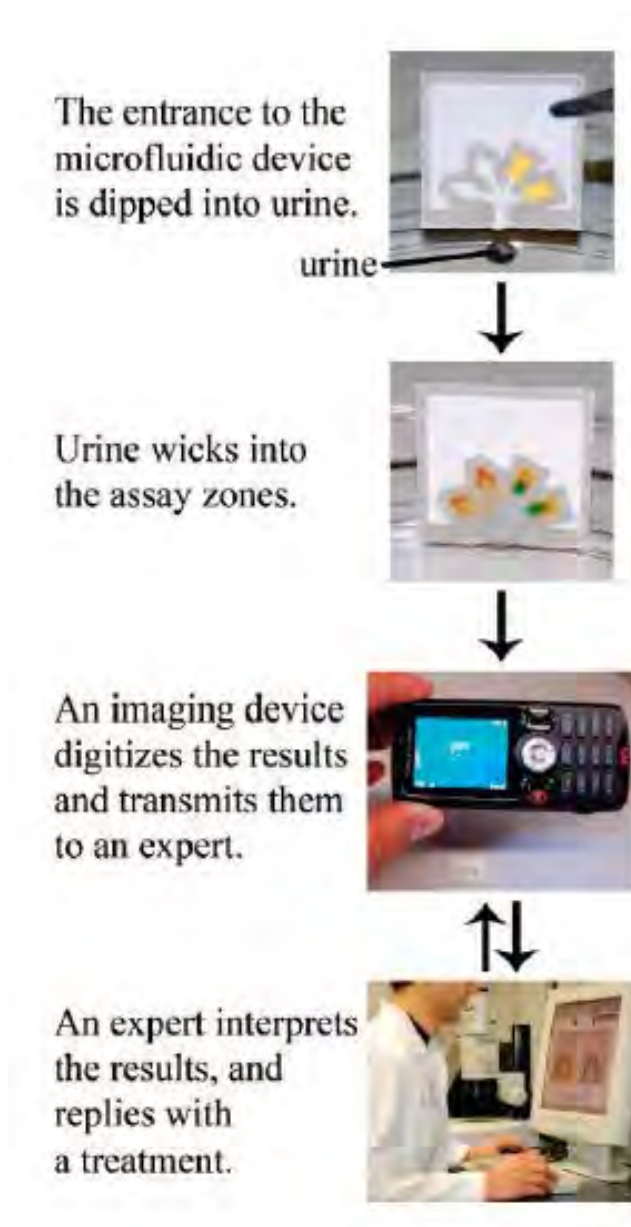 The entrance to the
microfluidic device
is dipped into urine.
urine
Urine wicks into
the assay zones.
An imaging device
digitizes the results
and transmits them
to an expert.
An expert interprets
the results, and
replies with
a treatment.